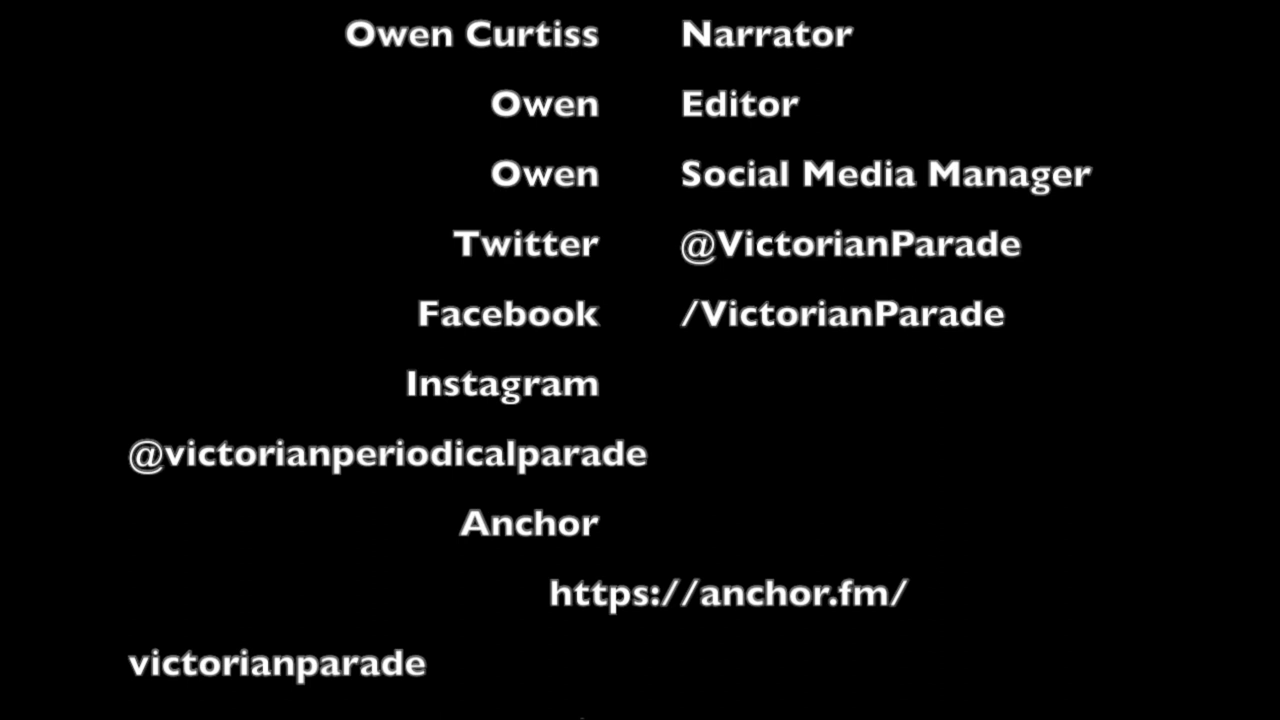 Owen Curtiss Narrator
Owen Editor
Owen Social Media Manager
Twitter @VictorianParade
Facebook /VictorianParade
Instagram
@victorianperiodicalparade
Anchor
https://anchor.fm/
victorianparade